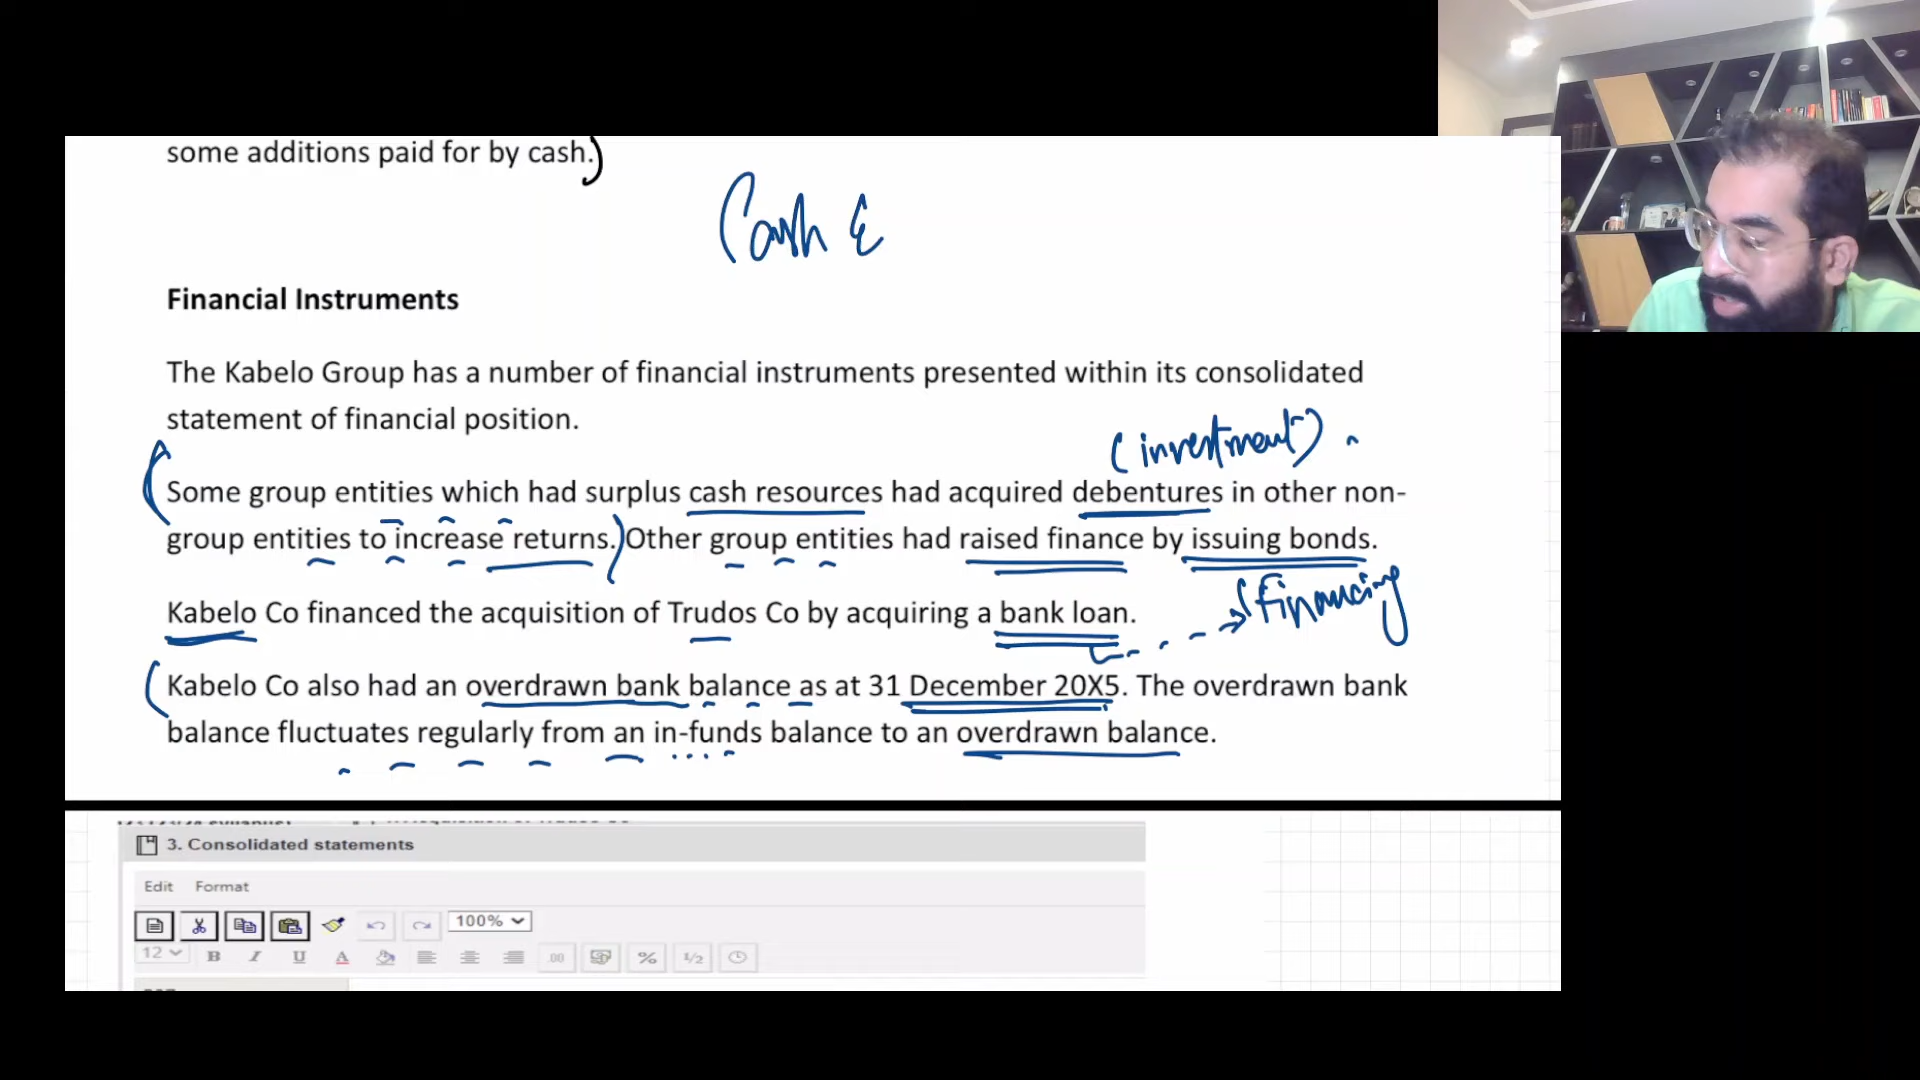 some additions paid for by cash.)
Cash &
Financial Instruments
The Kabelo Group has a number of financial instruments presented within its consolidated
statement of financial position.
(investment)
Some group entities which had surplus cash resources had acquired debentures in other non-
group entities to increase returns. Other group entities had raised finance by issuing bonds.
Kabelo Co financed the acquisition of Trudos Co by acquiring a bank loan.
financing
Kabelo Co also had an overdrawn bank balance as at 31 December 20X5. The overdrawn bank
balance fluctuates regularly from an in-funds balance to an overdrawn balance.
3. Consolidated statements
Edit Format
100%
12 B I U A .00 % 1/2